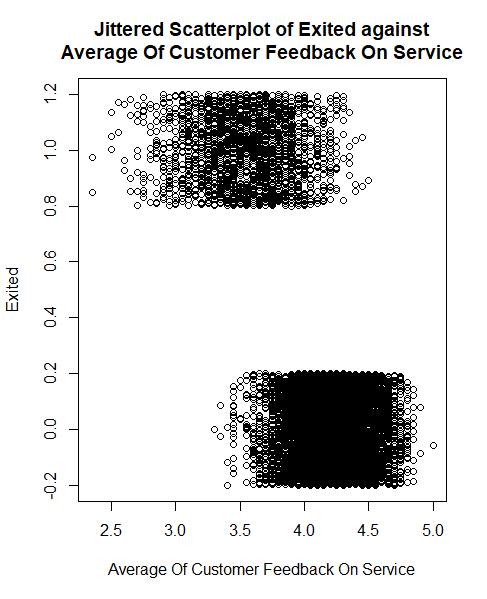 Jittered Scatterplot of Exited against
Average Of Customer Feedback On Service
1.2
1.0
0.8
0.6
0.4
0.2
0.0
-0.2
Exited
2.5 3.0 3.5 4.0 4.5 5.0
Average Of Customer Feedback On Service